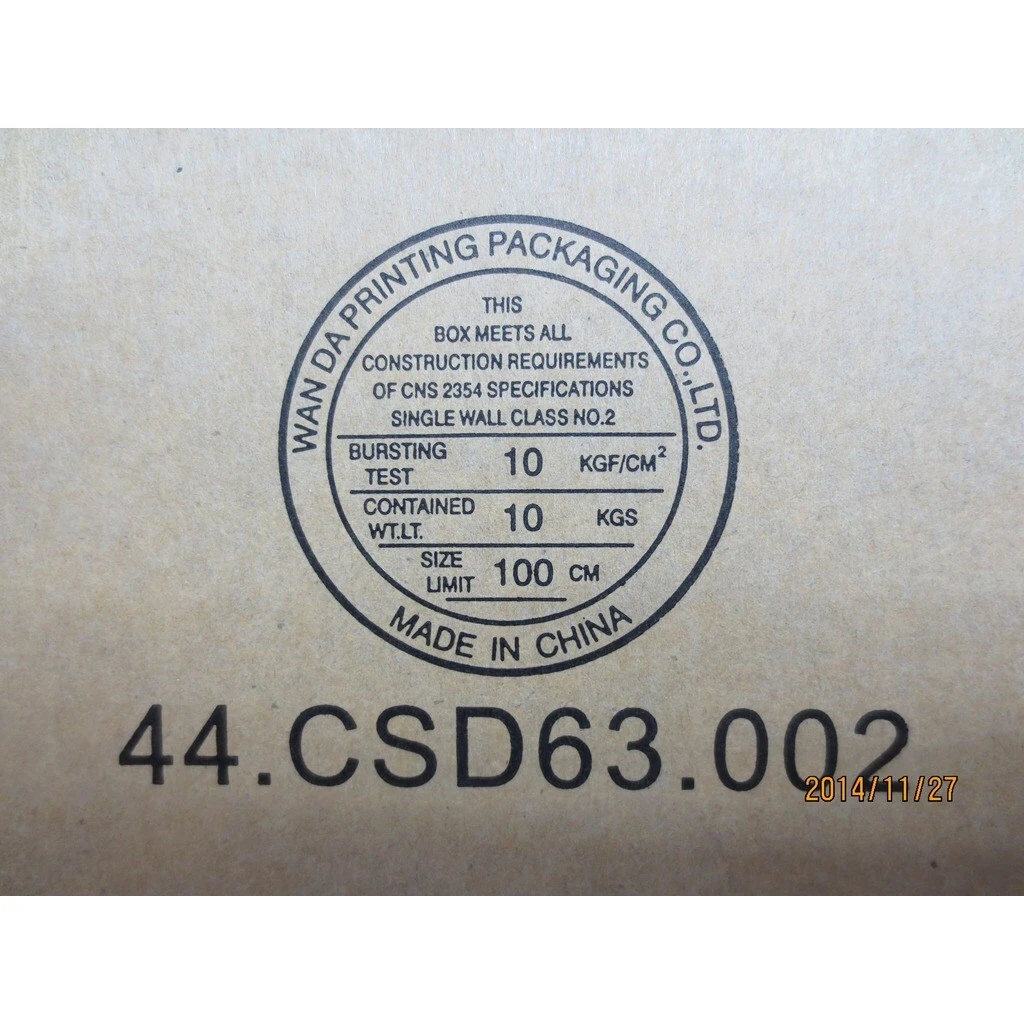 WAN DA PRINTING PACKAGING CO.,LTD.
THIS
BOX MEETS ALL
CONSTRUCTION REQUIREMENTS
OF CNS 2354 SPECIFICATIONS
SINGLE WALL CLASS NO.2
BURSTING TEST 10 KGF/CM²
CONTAINED WT.LT. 10 KGS
SIZE LIMIT 100 CM
MADE IN CHINA
44.CSD63.002
2014/11/27